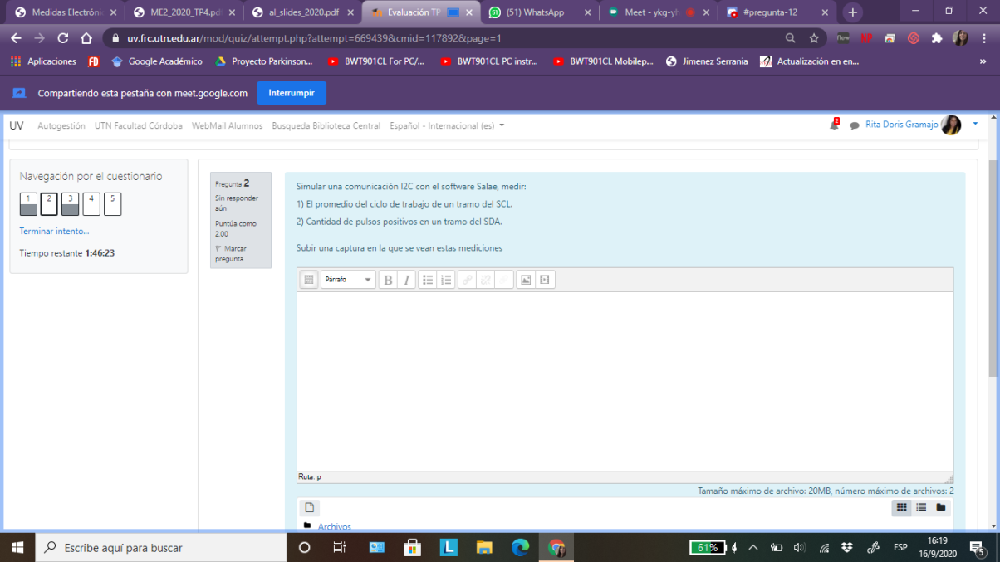 Medidas Electróni
ME2_2020_TP4.pd
al_slides_2020.pdf
Evaluación TP
(51) WhatsApp
Meet - ykg-yh
#pregunta-12
uv.frc.utn.edu.ar/mod/quiz/attempt.php?attempt=669439&cmid=117892&page=1
Aplicaciones
FD
Google Académico
Proyecto Parkinson...
BWT901CL For PC/...
BWT901CL PC instr...
BWT901CL Mobilep...
Jimenez Serrania
Actualización en en...
»
Compartiendo esta pestaña con meet.google.com
Interrumpir
UV
Autogestión
UTN Facultad Córdoba
WebMail Alumnos
Busqueda Biblioteca Central
Español - Internacional (es)
2
Rita Doris Gramajo
Navegación por el cuestionario
1 2 3 4 5
Terminar intento...
Tiempo restante 1:46:23
Pregunta 2
Sin responder
aún
Puntúa como
2,00
Marcar
pregunta
Simular una comunicación I2C con el software Salae, medir:
1) El promedio del ciclo de trabajo de un tramo del SCL.
2) Cantidad de pulsos positivos en un tramo del SDA.
Subir una captura en la que se vean estas mediciones
Párrafo
B I
Ruta: p
Tamaño máximo de archivo: 20MB, número máximo de archivos: 2
Archivos
Escribe aquí para buscar
L
61%
ESP
16:19
16/9/2020
5